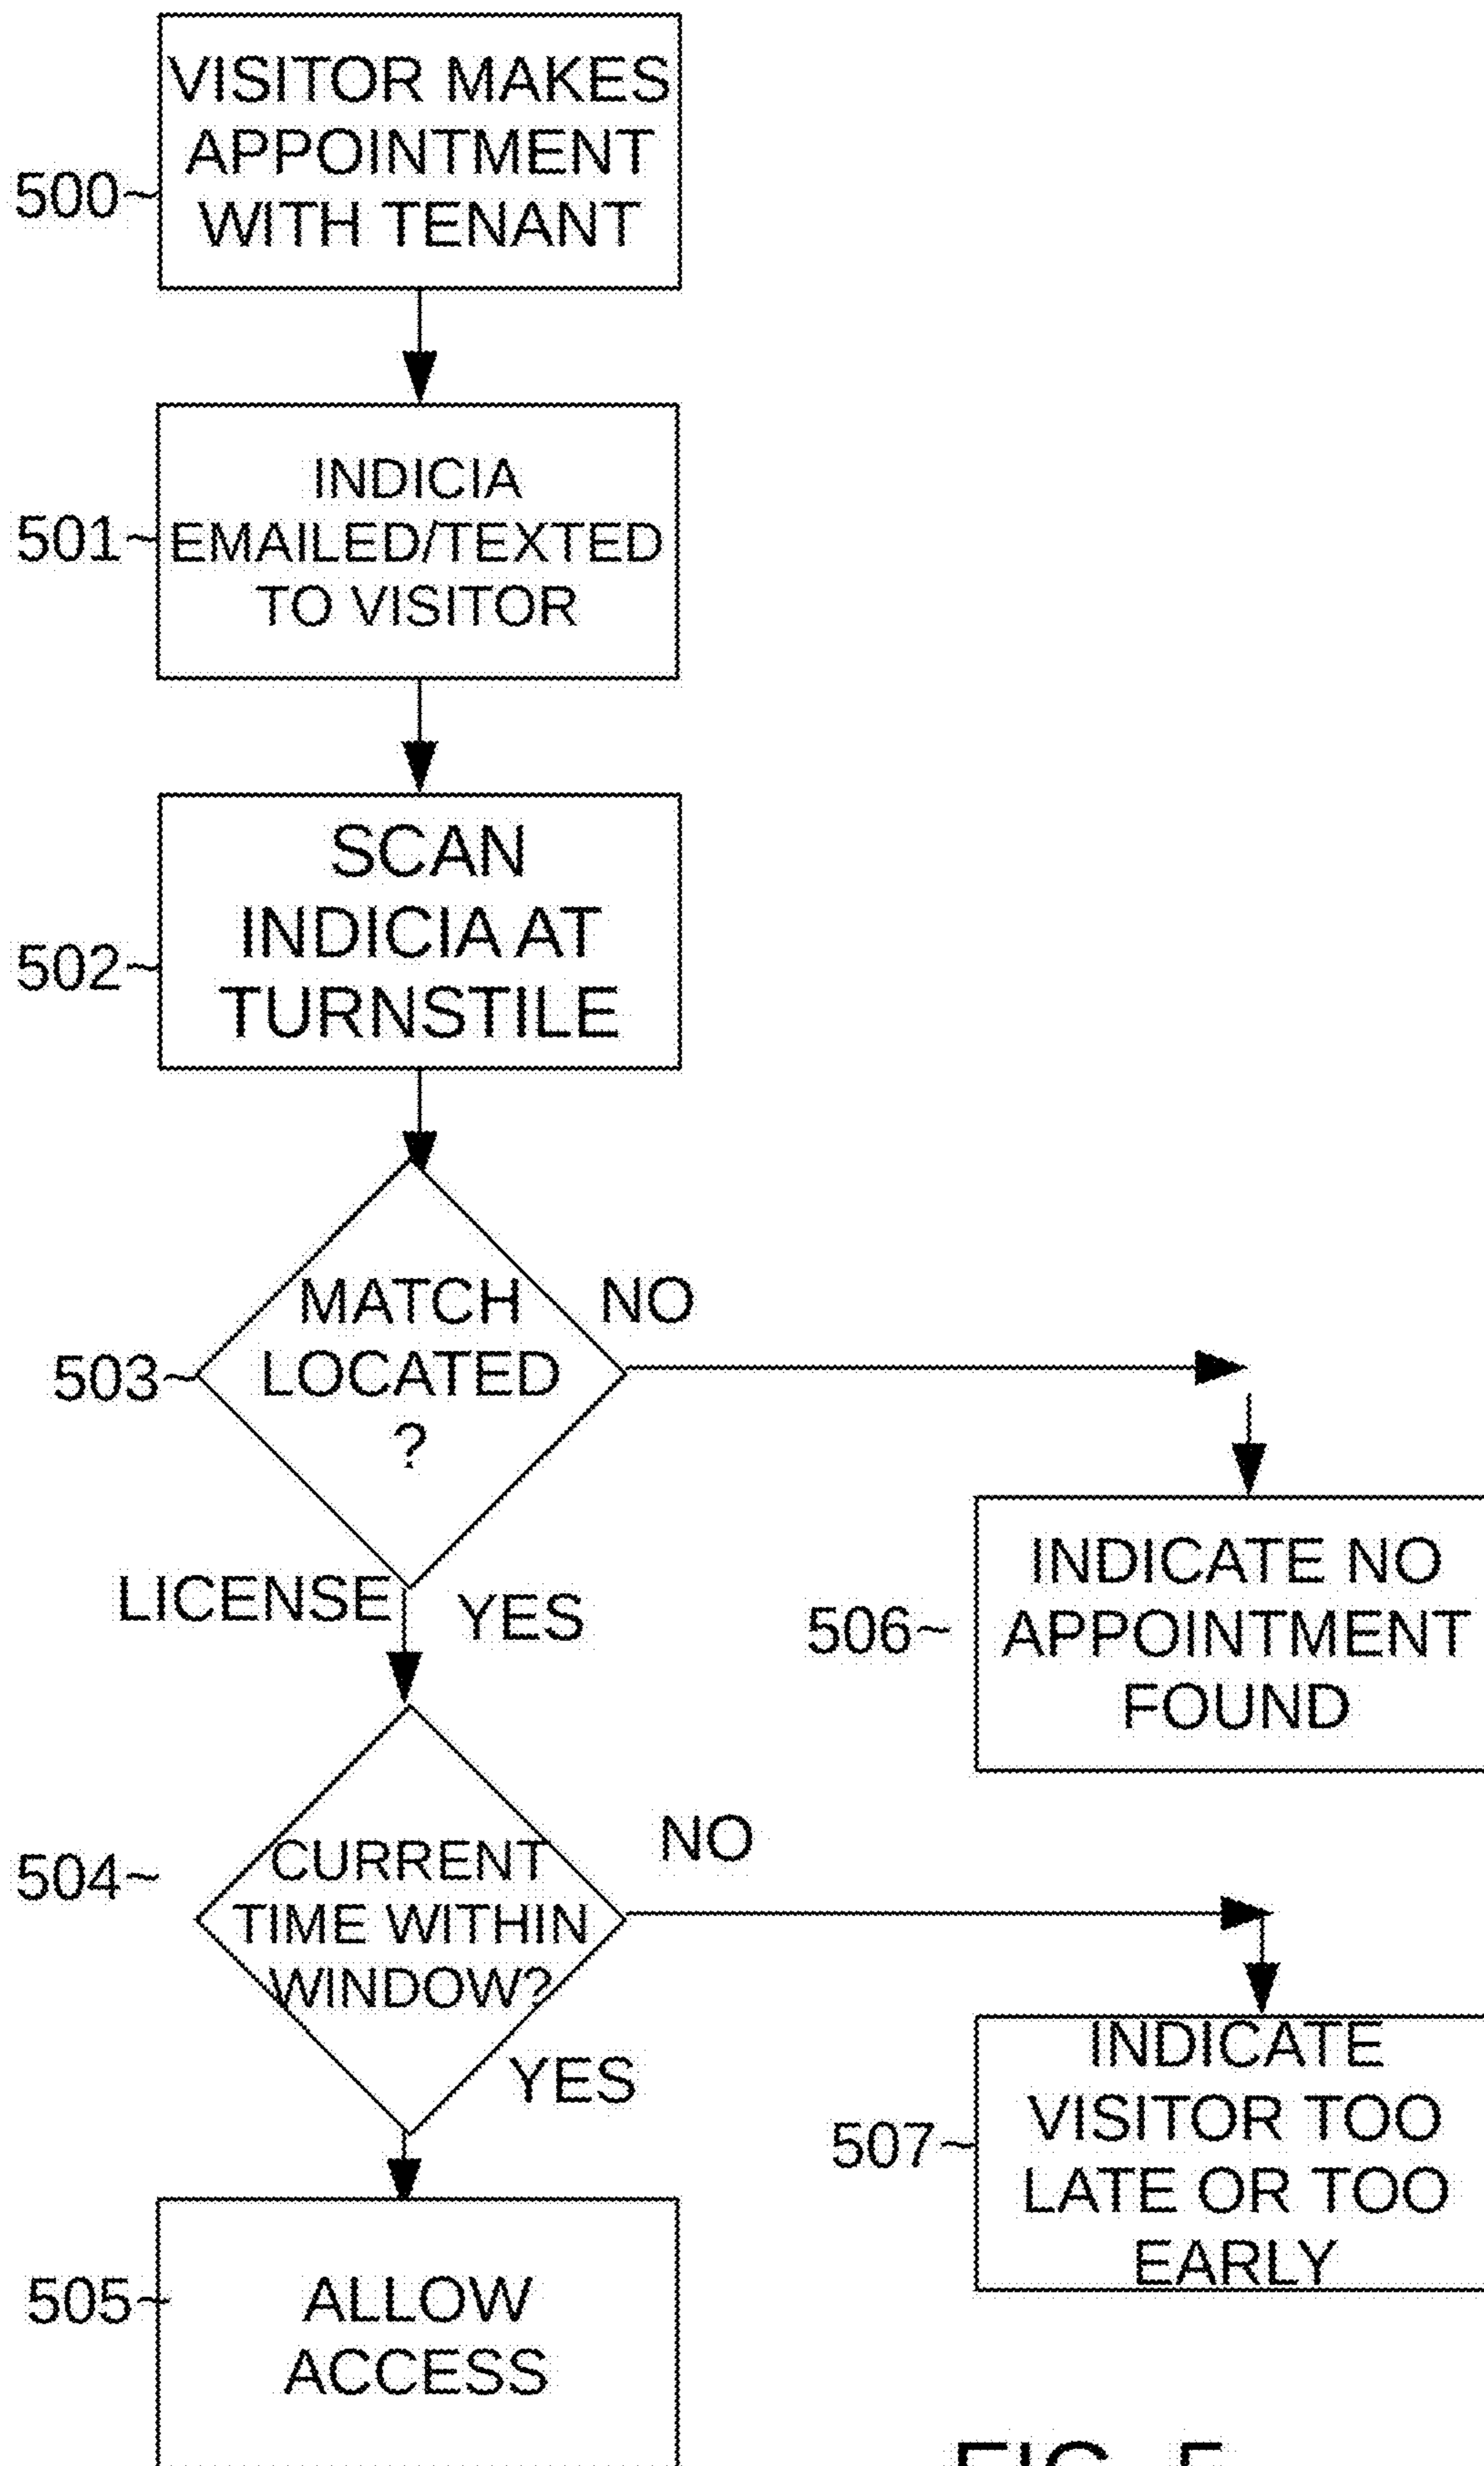 VISITOR MAKES
APPOINTMENT
WITH TENANT
500~
INDICIA
EMAILED/TEXTED
TO VISITOR
501~
SCAN
INDICIA AT
TURNSTILE
502~
MATCH
LOCATED
?
503~
NO
LICENSE
YES
INDICATE NO
APPOINTMENT
FOUND
506~
CURRENT
TIME WITHIN
WINDOW?
504~
NO
YES
INDICATE
VISITOR TOO
LATE OR TOO
EARLY
507~
ALLOW
ACCESS
505~
FIG. 5